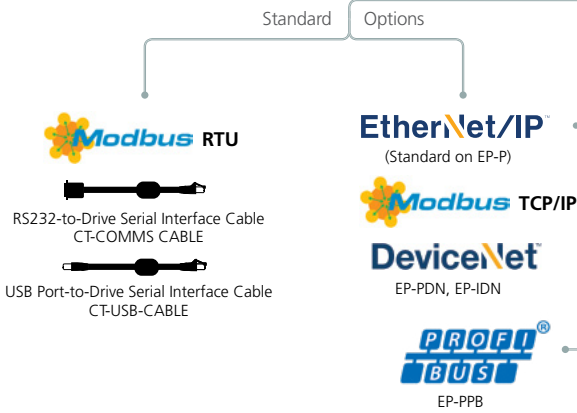 Standard
Options
Modbus RTU
RS232-to-Drive Serial Interface Cable
CT-COMMS CABLE
USB Port-to-Drive Serial Interface Cable
CT-USB-CABLE
EtherNet/IP™
(Standard on EP-P)
Modbus TCP/IP
DeviceNet™
EP-PDN, EP-IDN
PROFI®
BUS
EP-PPB